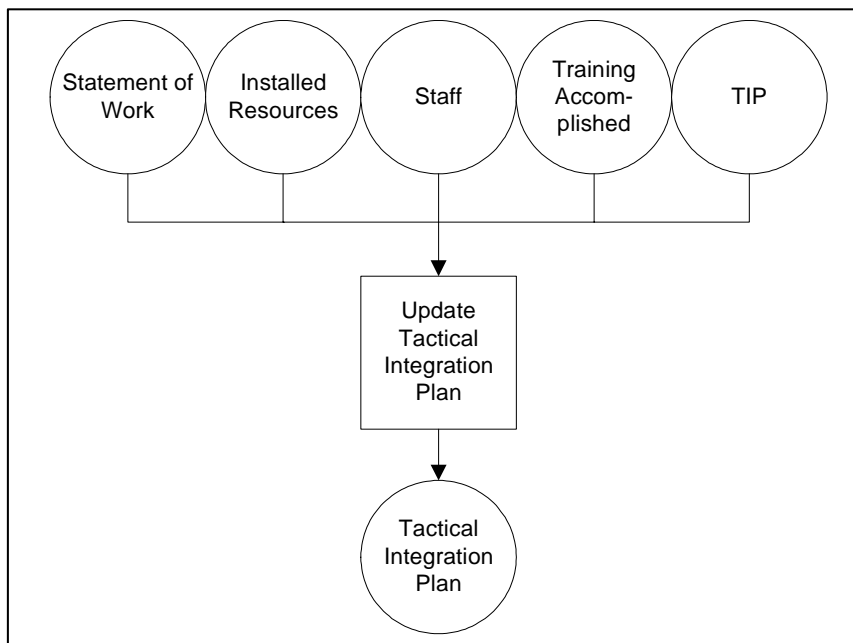 Statement of
Work
Installed
Resources
Staff
Training
Accom-
plished
TIP
Update
Tactical
Integration
Plan
Tactical
Integration
Plan